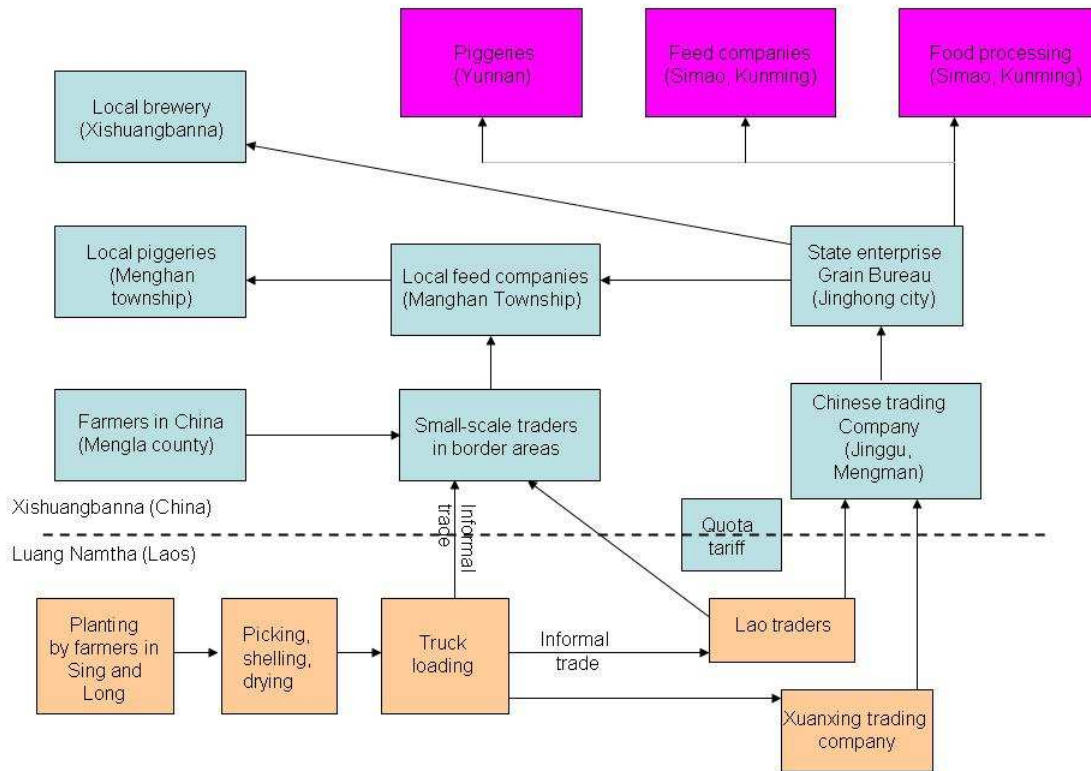 Piggeries
(Yunnan)
Feed companies
(Simao, Kunming)
Food processing
(Simao, Kunming)
Local brewery
(Xishuangbanna)
Local piggeries
(Menghan
township)
Local feed companies
(Manghan Township)
State enterprise
Grain Bureau
(Jinghong city)
Farmers in China
(Mengla county)
Small-scale traders
in border areas
Chinese trading
Company
(Jinggu,
Mengman)
Xishuangbanna (China)
Informal
trade
Quota
tariff
Luang Namtha (Laos)
Planting
by farmers in
Sing and
Long
Picking,
shelling,
drying
Truck
loading
Informal
trade
Lao traders
Xuanxing trading
company